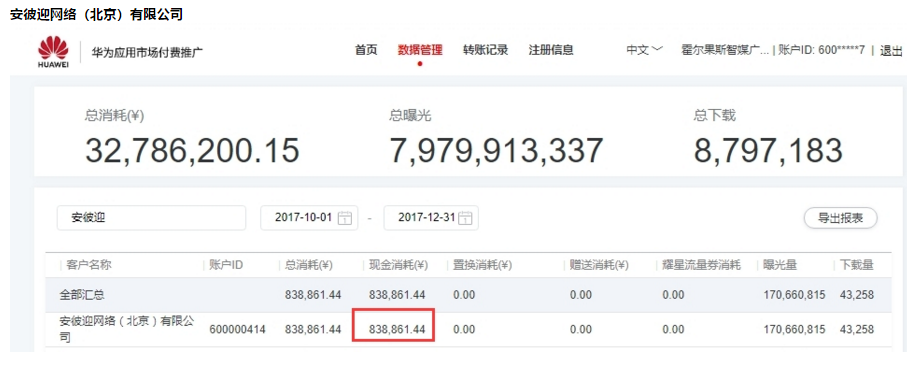 安彼迎网络（北京）有限公司
HUAWEI 华为应用市场付费推广 首页 数据管理 转账记录 注册信息 中文 霍尔果斯智媒广... | 账户ID: 600*****7 | 退出
总消耗(¥) 总曝光 总下载
32,786,200.15 7,979,913,337 8,797,183
安彼迎 2017-10-01 - 2017-12-31 导出报表
客户名称 账户ID 总消耗(¥) 现金消耗(¥) 置换消耗(¥) 赠送消耗(¥) 耀星流量券消耗 曝光量 下载量
全部汇总 838,861.44 838,861.44 0.00 0.00 0.00 170,660,815 43,258
安彼迎网络（北京）有限公
司 600000414 838,861.44 838,861.44 0.00 0.00 0.00 170,660,815 43,258